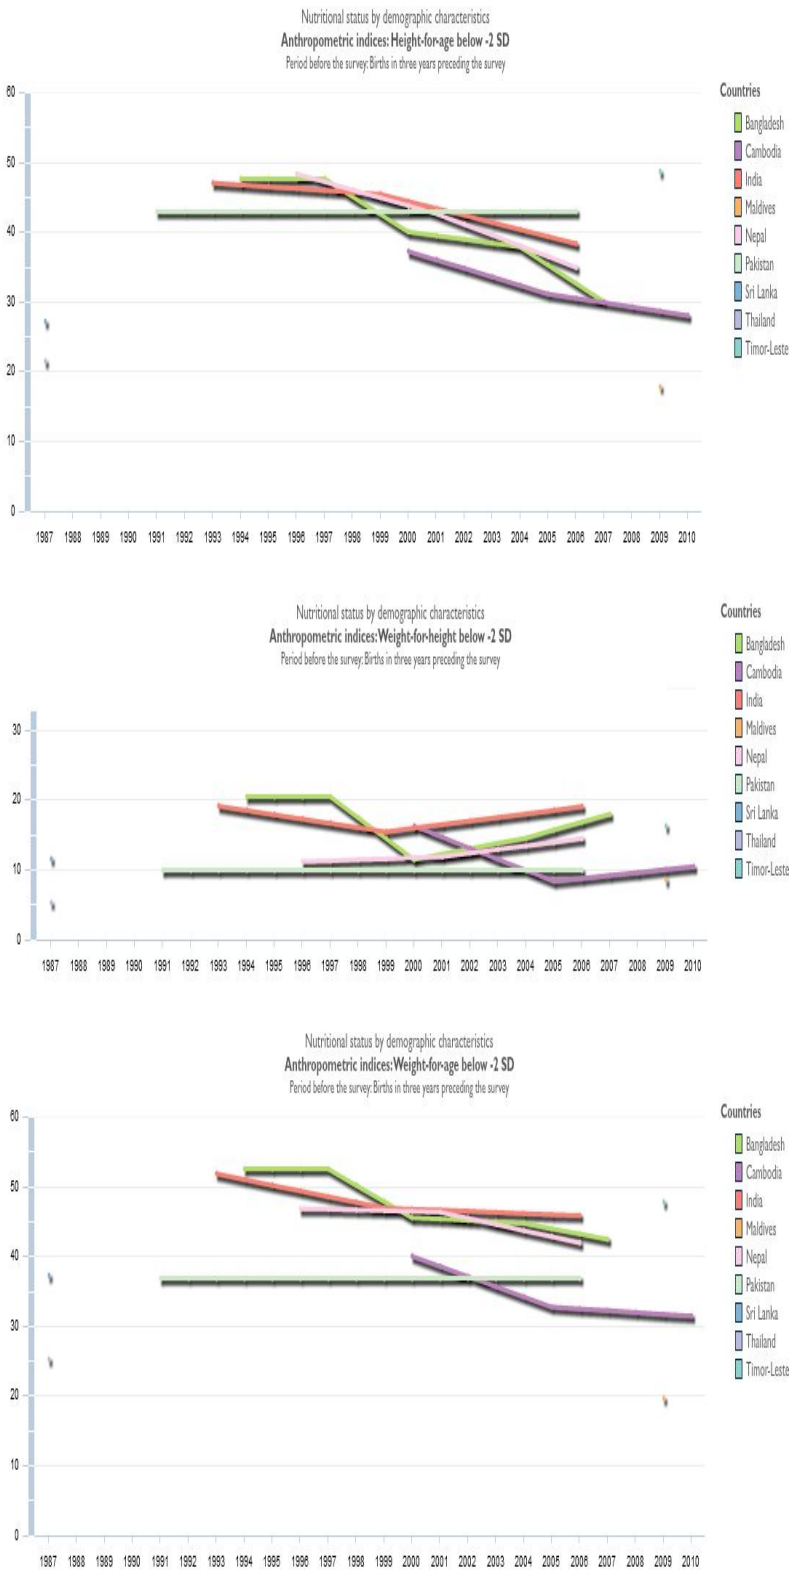 Nutritional status by demographic characteristics
Anthropometric indices: Height-for-age below -2 SD
Period before the survey: Births in three years preceding the survey
Countries
Bangladesh
Cambodia
India
Maldives
Nepal
Pakistan
Sri Lanka
Thailand
Timor-Leste
60
50
40
30
20
10
0
1987 1988 1989 1990 1991 1992 1993 1994 1995 1996 1997 1998 1999 2000 2001 2002 2003 2004 2005 2006 2007 2008 2009 2010
Nutritional status by demographic characteristics
Anthropometric indices: Weight-for-height below -2 SD
Period before the survey: Births in three years preceding the survey
Countries
Bangladesh
Cambodia
India
Maldives
Nepal
Pakistan
Sri Lanka
Thailand
Timor-Leste
30
20
10
0
1987 1988 1989 1990 1991 1992 1993 1994 1995 1996 1997 1998 1999 2000 2001 2002 2003 2004 2005 2006 2007 2008 2009 2010
Nutritional status by demographic characteristics
Anthropometric indices: Weight-for-age below -2 SD
Period before the survey: Births in three years preceding the survey
Countries
Bangladesh
Cambodia
India
Maldives
Nepal
Pakistan
Sri Lanka
Thailand
Timor-Leste
60
50
40
30
20
10
0
1987 1988 1989 1990 1991 1992 1993 1994 1995 1996 1997 1998 1999 2000 2001 2002 2003 2004 2005 2006 2007 2008 2009 2010